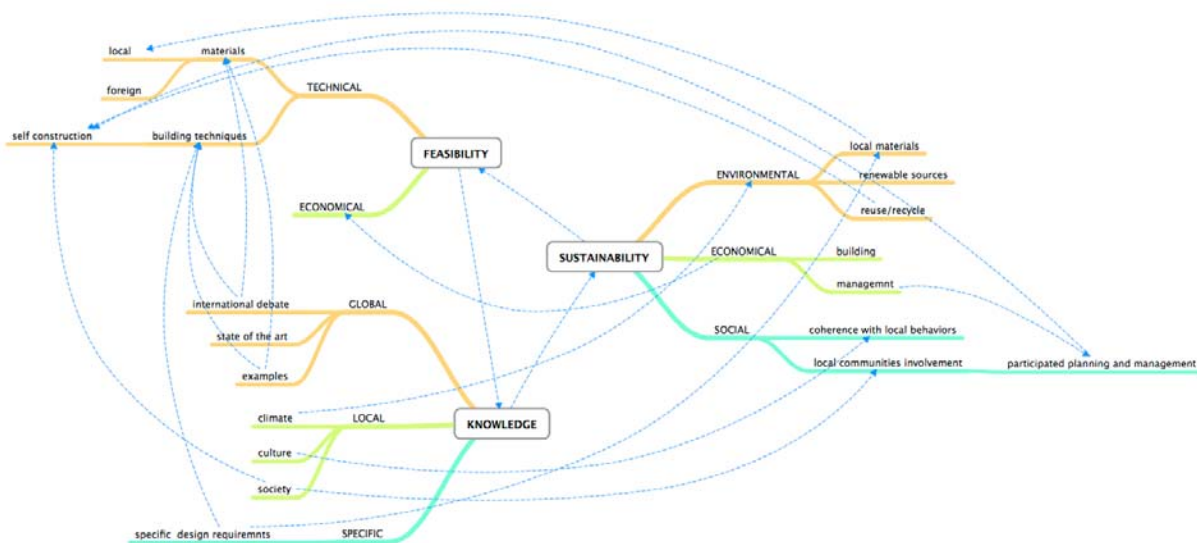 local
materials
foreign
TECHNICAL
self construction
building techniques
FEASIBILITY
ECONOMICAL
local materials
ENVIRONMENTAL
renewable sources
reuse/recycle
SUSTAINABILITY
ECONOMICAL
building
managemnt
SOCIAL
coherence with local behaviors
local communities involvement
participated planning and management
international debate
GLOBAL
state of the art
examples
climate
LOCAL
KNOWLEDGE
culture
society
specific design requiremnts
SPECIFIC